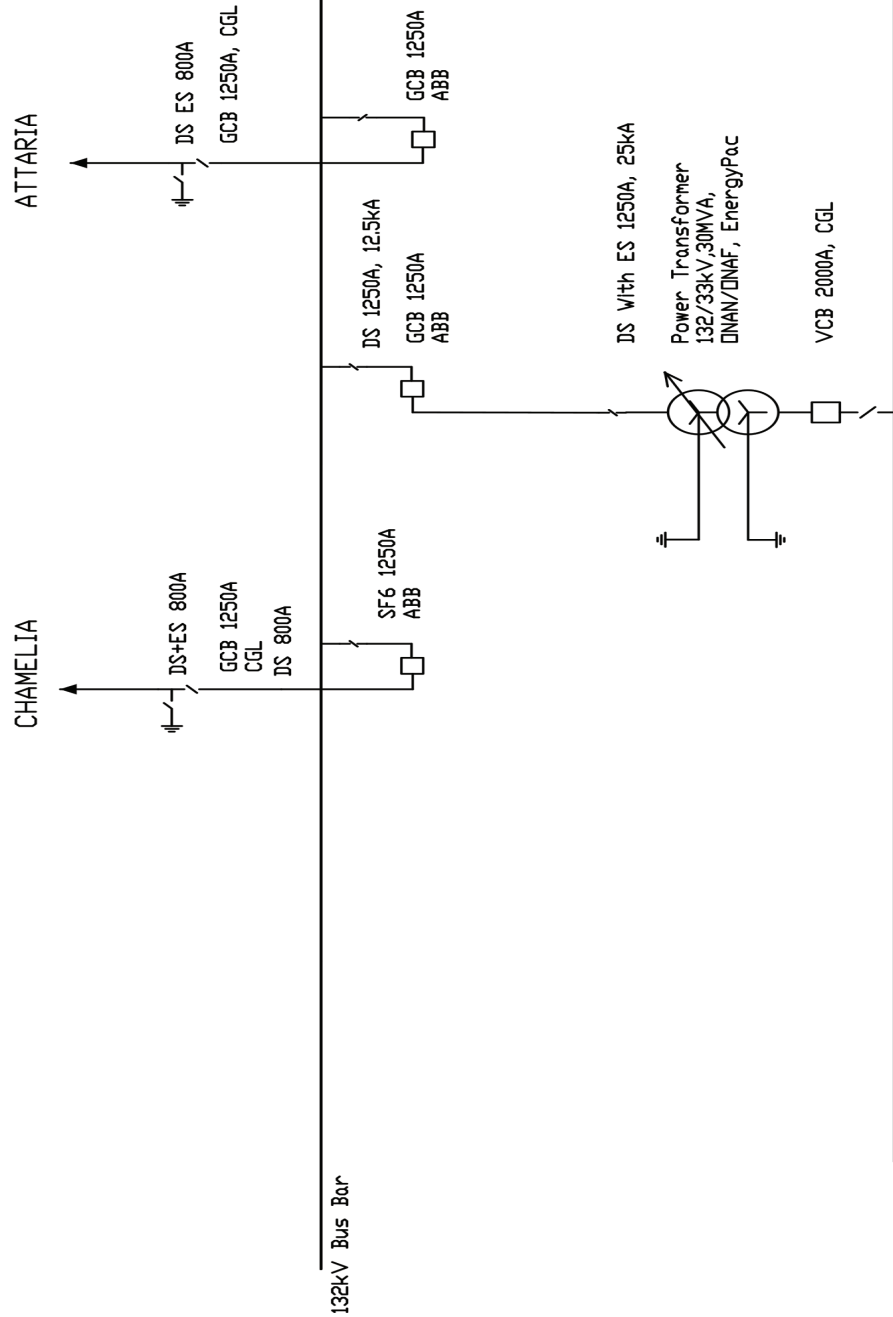 CHAMELIA
ATTARIA
DS+ES 800A
DS ES 800A
GCB 1250A
CGL
DS 800A
GCB 1250A, CGL
132kV Bus Bar
SF6 1250A
ABB
DS 1250A, 12.5kA
GCB 1250A
ABB
GCB 1250A
ABB
DS With ES 1250A, 25kA
Power Transformer
132/33kV,30MVA,
ONAN/ONAF, EnergyPac
VCB 2000A, CGL